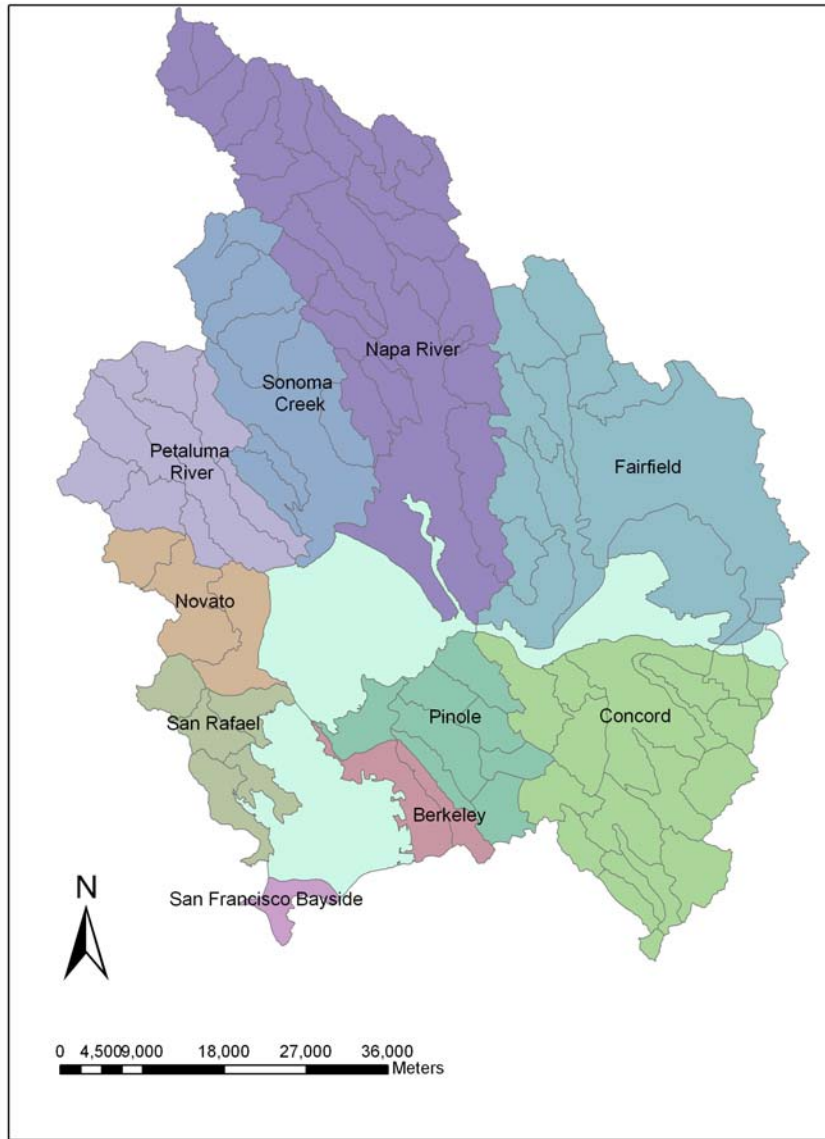 Napa River
Sonoma
Creek
Petaluma
River
Fairfield
Novato
San Rafael
Pinole
Concord
Berkeley
San Francisco Bayside
N
0 4,500 9,000 18,000 27,000 36,000
Meters